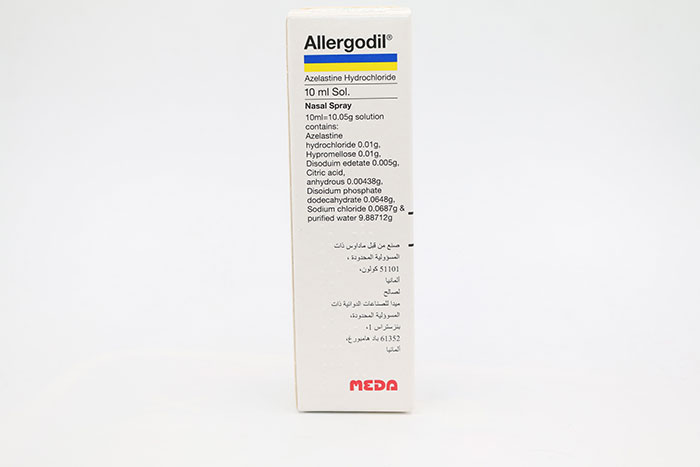 Allergodil®
Azelastine Hydrochloride
10 ml Sol.
Nasal Spray
10ml=10.05g solution
contains:
Azelastine
hydrochloride 0.01g,
Hypromellose 0.01g,
Disoduim edetate 0.005g,
Citric acid,
anhydrous 0.00438g,
Disoidum phosphate
dodecahydrate 0.0648g,
Sodium chloride 0.0687g &
purified water 9.88712g
صنع من قبل ماداوس ذات
المسؤولية المحدودة ،
51101 كولون،
ألمانيا
لصالح
ميدا للصناعات الدوائية ذات
المسوؤلية المحدودة،
بنزستراس 1،
61352 باد هامبورغ،
ألمانيا
MEDA